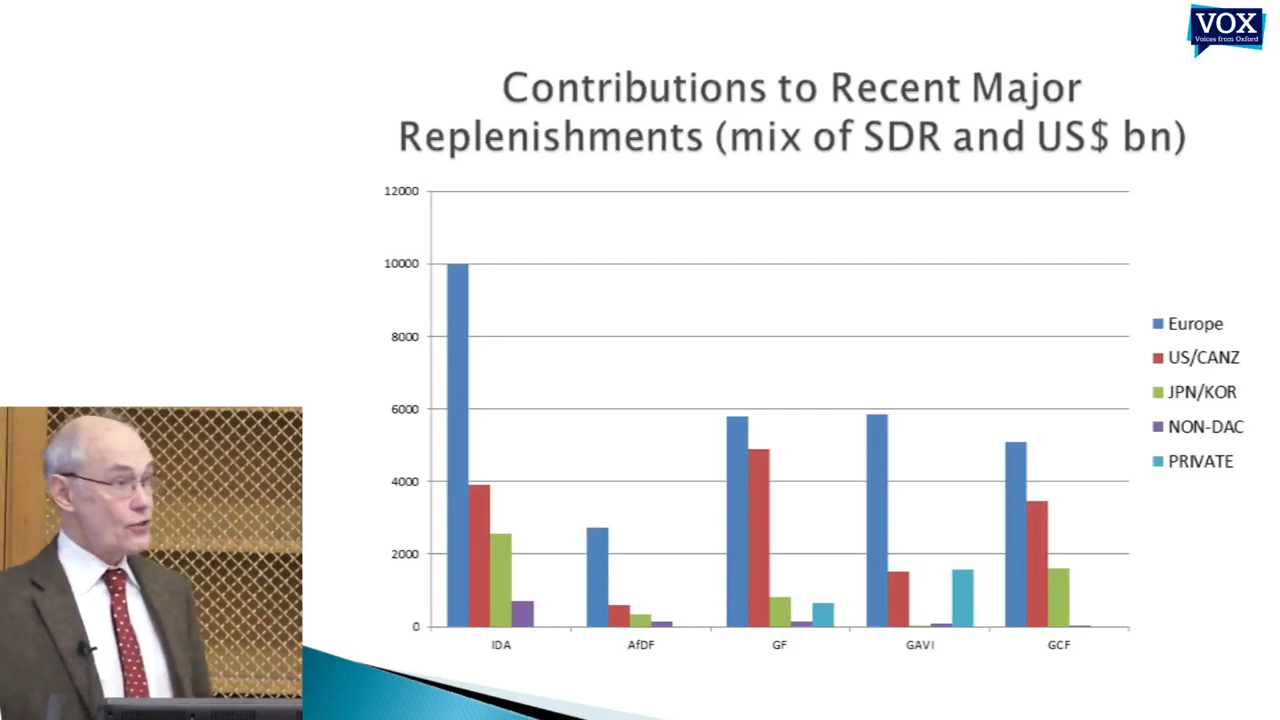 VOX
Voices from Oxford
Contributions to Recent Major
Replenishments (mix of SDR and US$ bn)
12000
10000
8000
6000
4000
2000
0
IDA
AfDF
GF
GAVI
GCF
Europe
US/CANZ
JPN/KOR
NON-DAC
PRIVATE